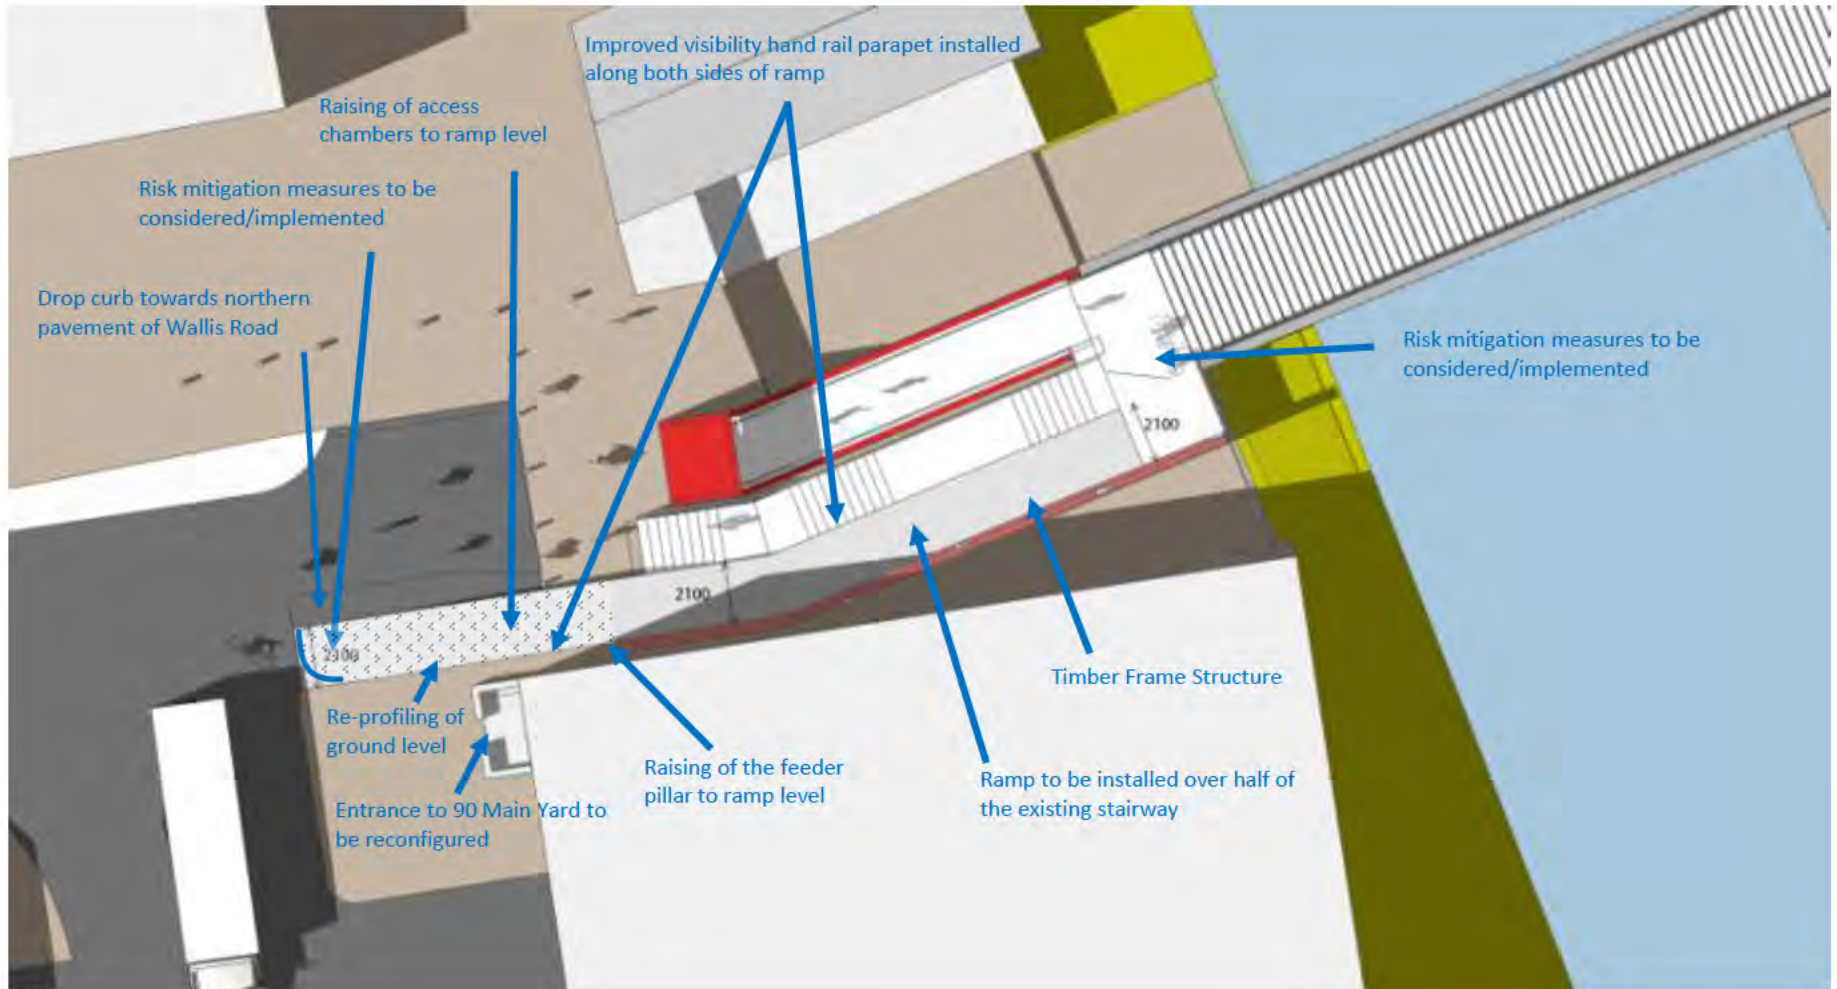 Improved visibility hand rail parapet installed
along both sides of ramp
Raising of access
chambers to ramp level
Risk mitigation measures to be
considered/implemented
Drop curb towards northern
pavement of Wallis Road
Risk mitigation measures to be
considered/implemented
2100
2100
2100
Timber Frame Structure
Re-profiling of
ground level
Raising of the feeder
pillar to ramp level
Ramp to be installed over half of
the existing stairway
Entrance to 90 Main Yard to
be reconfigured